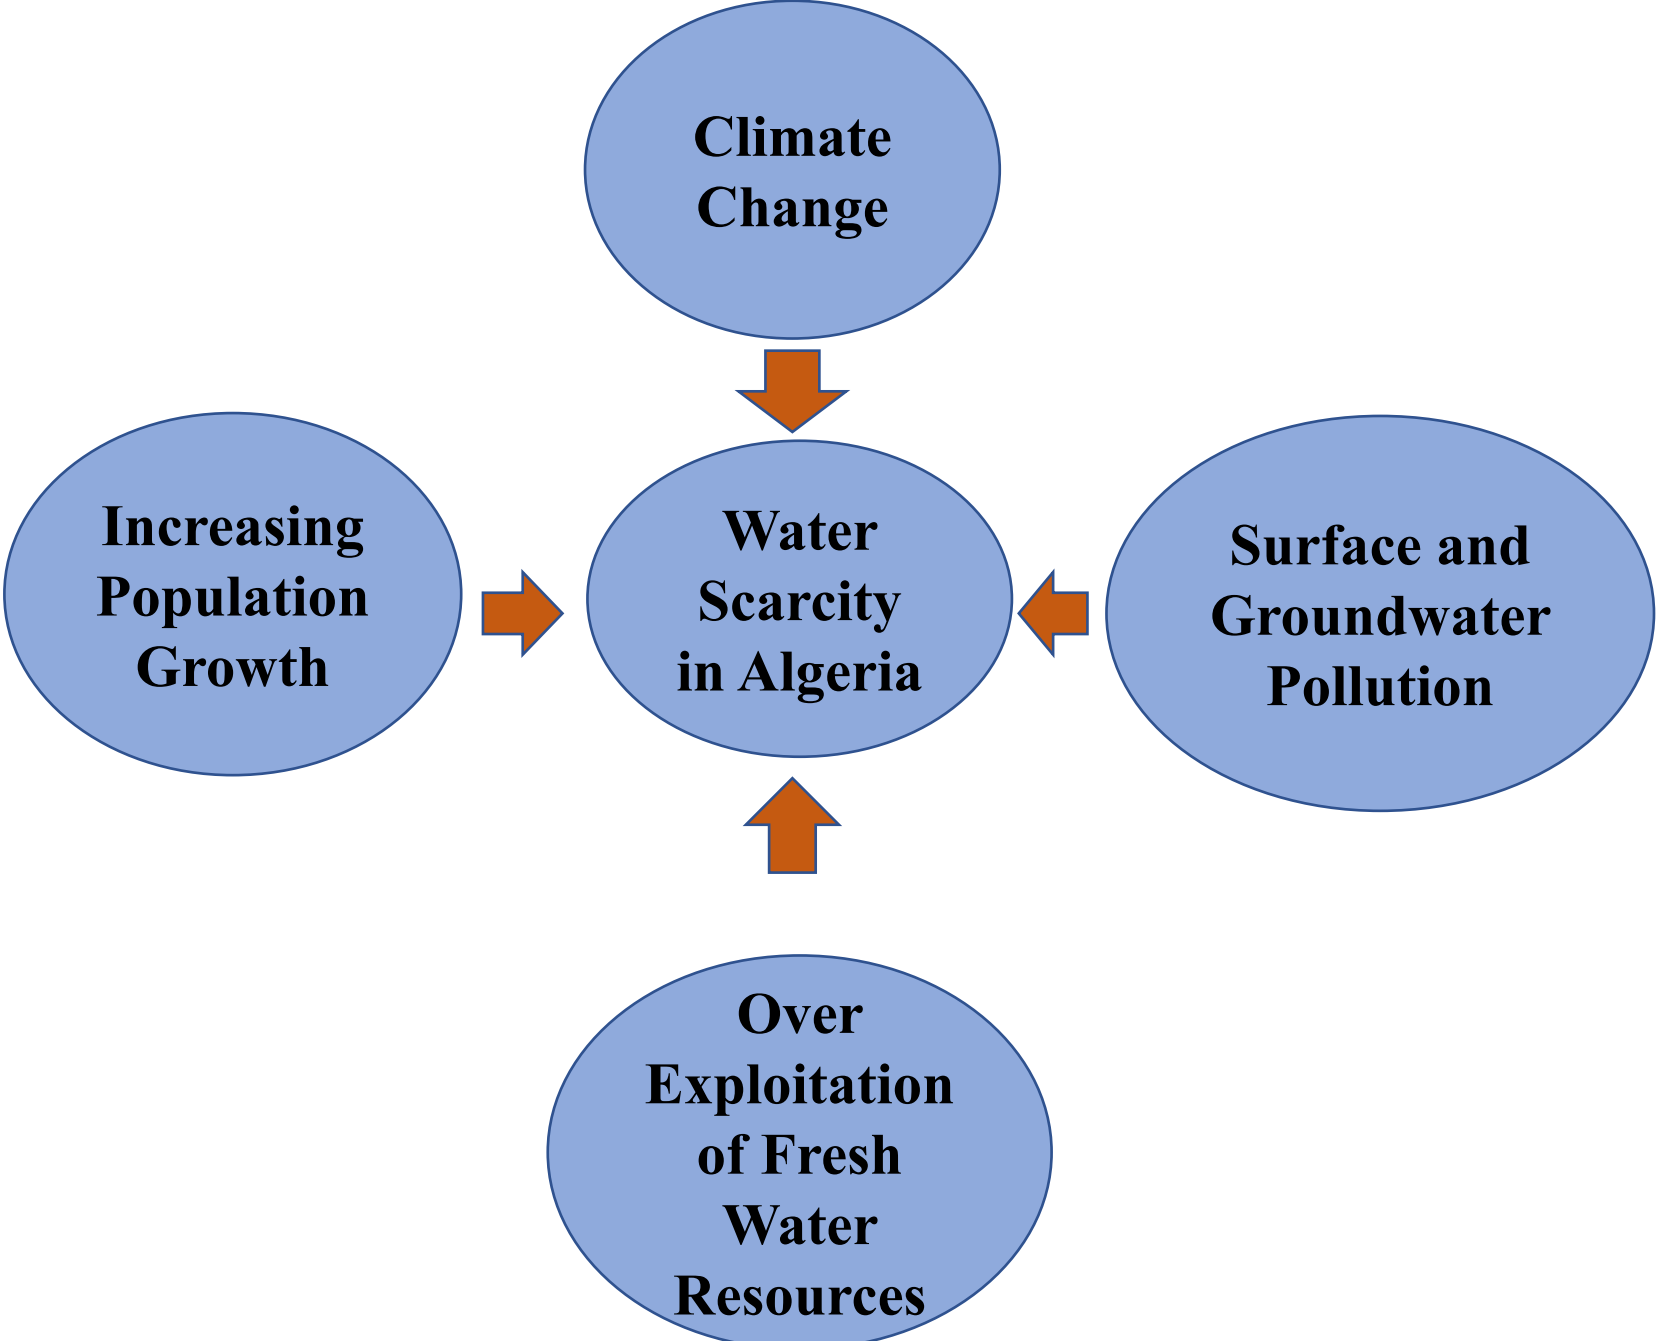 Climate
Change
Increasing
Population
Growth
Water
Scarcity
in Algeria
Surface and
Groundwater
Pollution
Over
Exploitation
of Fresh
Water
Resources